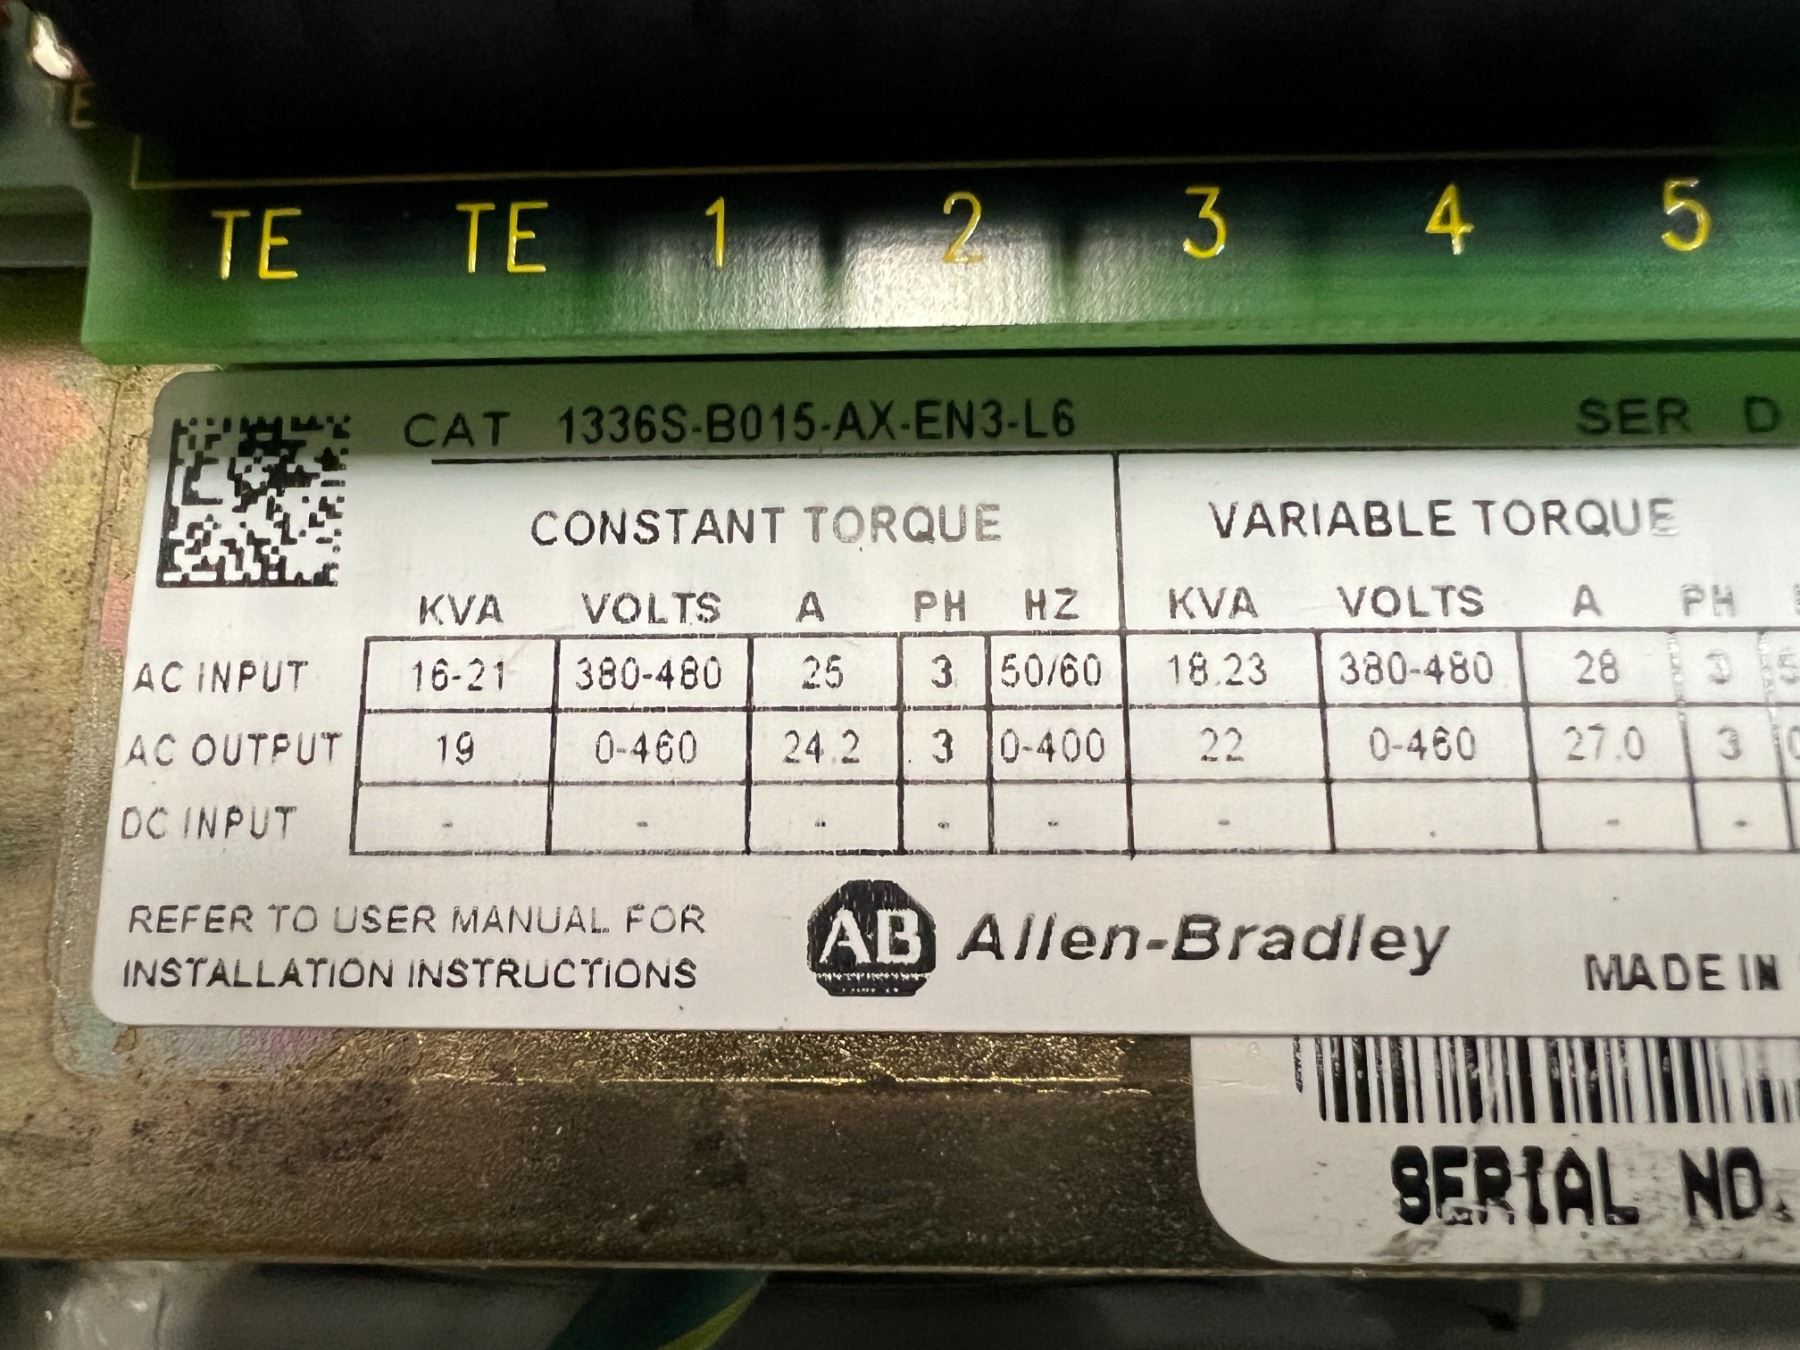 TE
TE TE 1 2 3 4 5
CAT 1336S-B015-AX-EN3-L6 SER D
CONSTANT TORQUE VARIABLE TORQUE
KVA VOLTS A PH HZ KVA VOLTS A PH
AC INPUT 16-21 380-480 25 3 50/60 18.23 380-480 28 3 5
AC OUTPUT 19 0-460 24.2 3 0-400 22 0-460 27.0 3 0
DC INPUT - - - - - - . - -
REFER TO USER MANUAL FOR
INSTALLATION INSTRUCTIONS
AB Allen-Bradley
MADE IN
SERIAL NO.